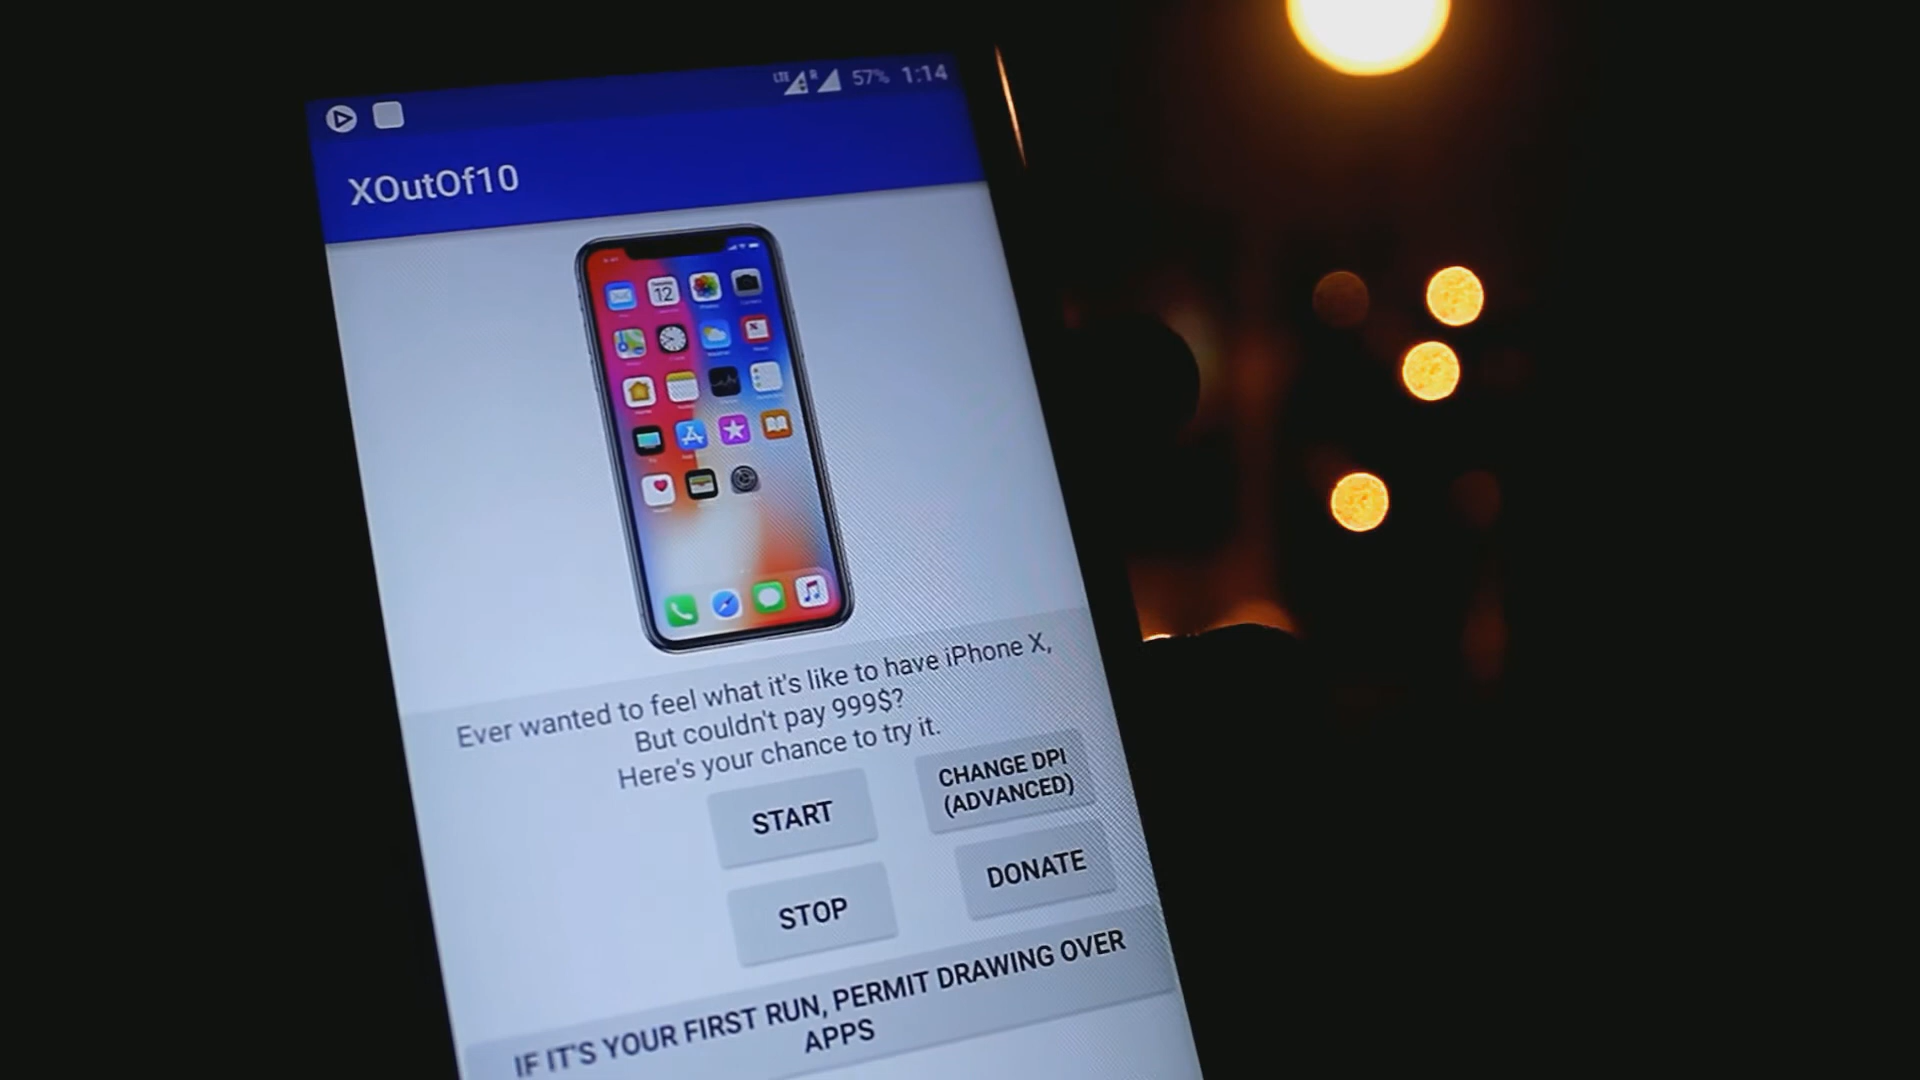 LTE R 57% 1:14
XOutOf10
12
Ever wanted to feel what it's like to have iPhone X,
But couldn't pay 999$?
Here's your chance to try it.
START
CHANGE DPI
(ADVANCED)
STOP
DONATE
IF IT'S YOUR FIRST RUN, PERMIT DRAWING OVER
APPS